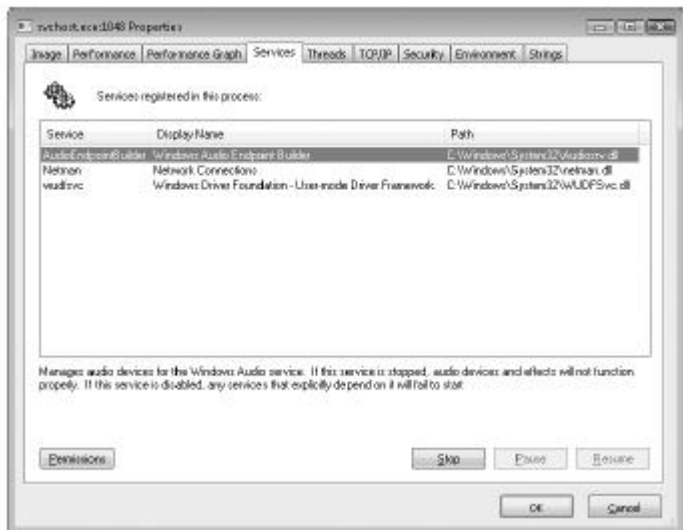 svchost.exe:1048 Properties
Image Performance Performance Graph Services Threads TCP/IP Security Environment Strings
Services registered in this process:
Service Display Name Path
AudioEndpointBuilder Windows Audio Endpoint Builder C:\Windows\System32\Audiosrv.dll
Netman Network Connections C:\Windows\System32\netman.dll
wudfsvc Windows Driver Foundation - User-mode Driver Framework C:\Windows\System32\WUDFSvc.dll
Manages audio devices for the Windows Audio service. If this service is stopped, audio devices and effects will not function
properly. If this service is disabled, any services that explicitly depend on it will fail to start
Permissions Stop Pause Resume
OK Cancel